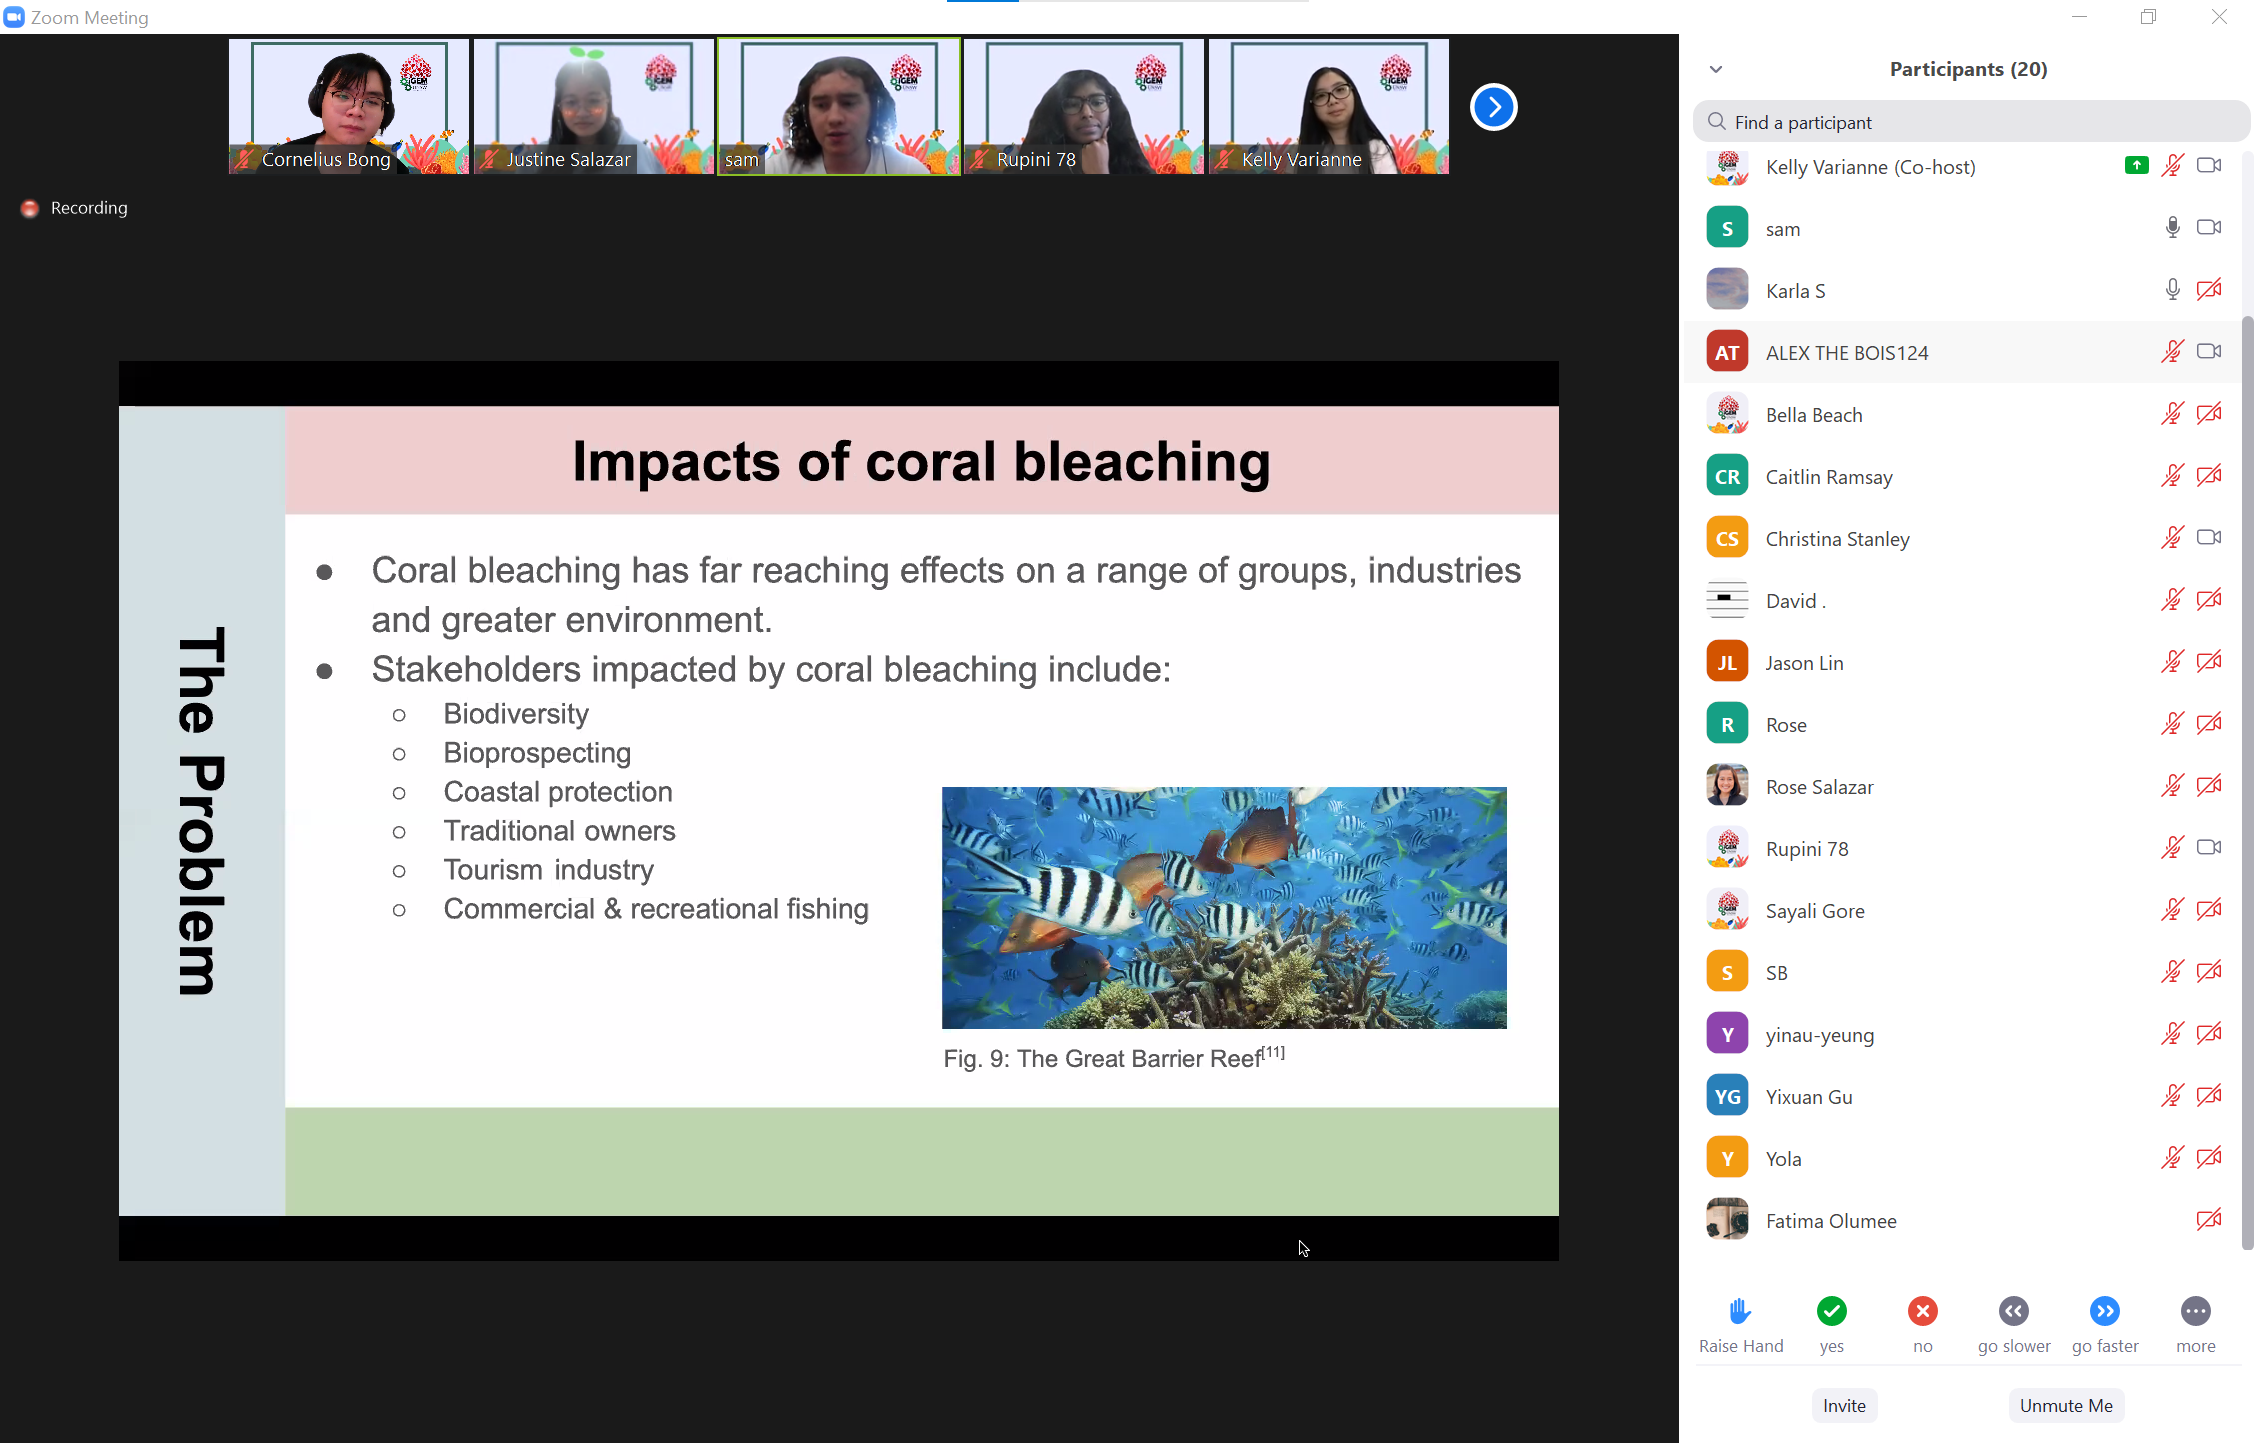 Zoom Meeting
Cornelius Bong
Justine Salazar
sam
Rupini 78
Kelly Varianne
iGEM
iGEM
iGEM
iGEM
iGEM
Recording
The Problem
Impacts of coral bleaching
● Coral bleaching has far reaching effects on a range of groups, industries
and greater environment.
● Stakeholders impacted by coral bleaching include:
○ Biodiversity
○ Bioprospecting
○ Coastal protection
○ Traditional owners
○ Tourism industry
○ Commercial & recreational fishing
Fig. 9: The Great Barrier Reef[11]
Participants (20)
Find a participant
Kelly Varianne (Co-host)
S sam
Karla S
AT ALEX THE BOIS124
Bella Beach
CR Caitlin Ramsay
CS Christina Stanley
David .
JL Jason Lin
R Rose
Rose Salazar
Rupini 78
Sayali Gore
S SB
Y yinau-yeung
YG Yixuan Gu
Y Yola
Fatima Olumee
Raise Hand yes no go slower go faster more
Invite Unmute Me